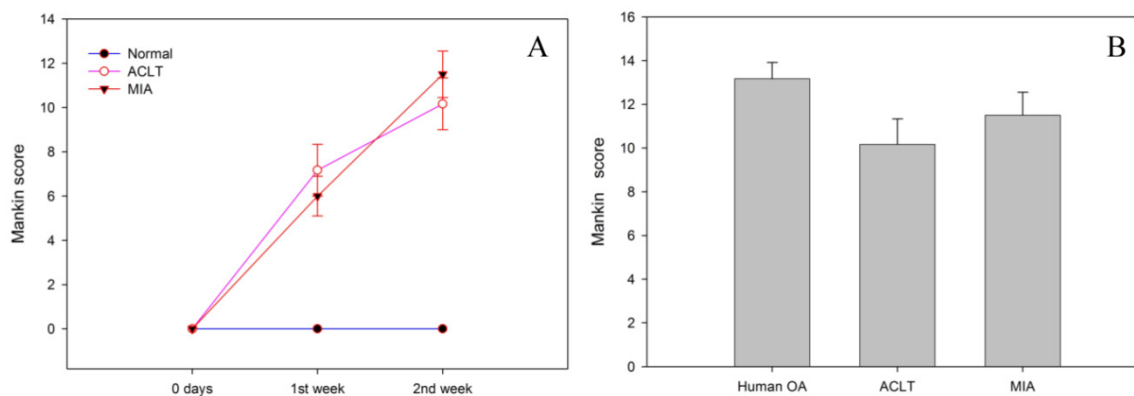 A
Normal
ACLT
MIA
Mankin score
14
12
10
8
6
4
2
0
0 days
1st week
2nd week
B
Mankin score
16
14
12
10
8
6
4
2
0
Human OA
ACLT
MIA